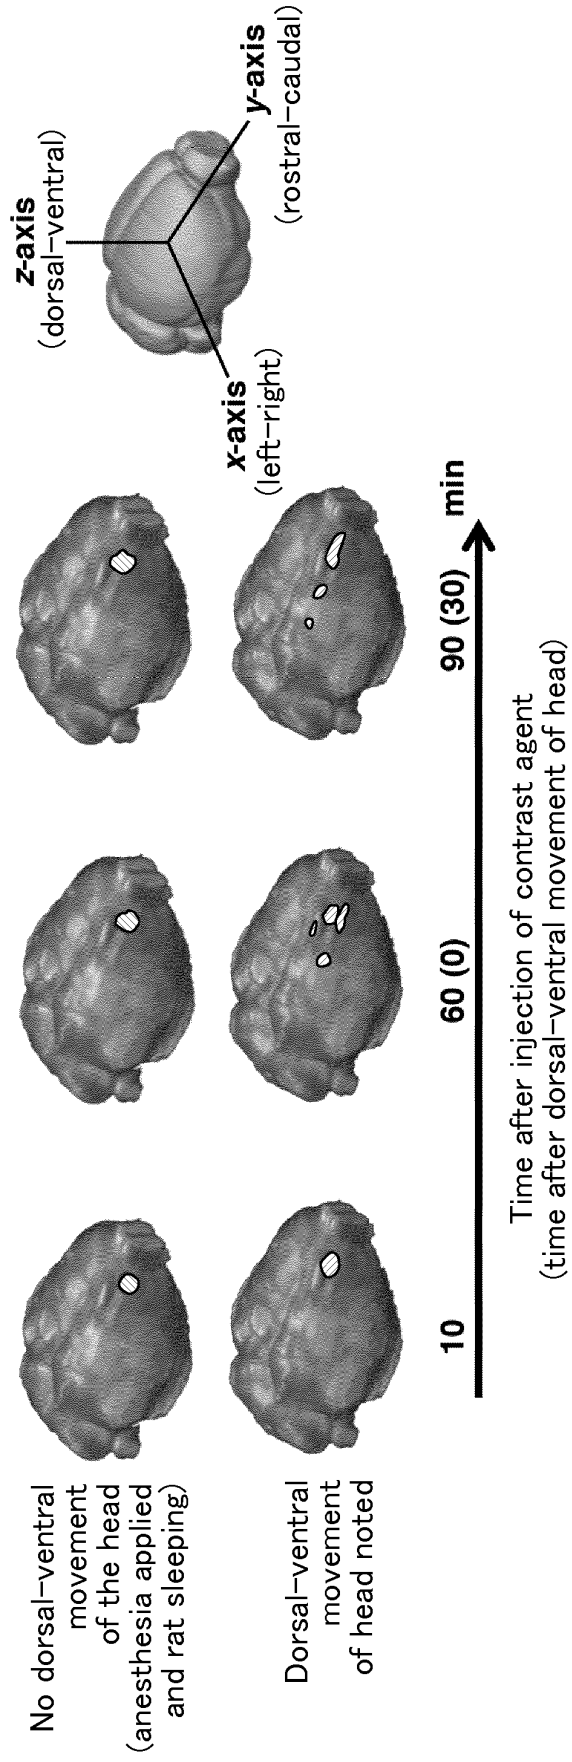 No dorsal-ventral
movement
of the head
(anesthesia applied
and rat sleeping)
Dorsal-ventral
movement
of head noted
10
60 (0)
90 (30)
min
Time after injection of contrast agent
(time after dorsal-ventral movement of head)
z-axis
(dorsal-ventral)
x-axis
(left-right)
y-axis
(rostral-caudal)